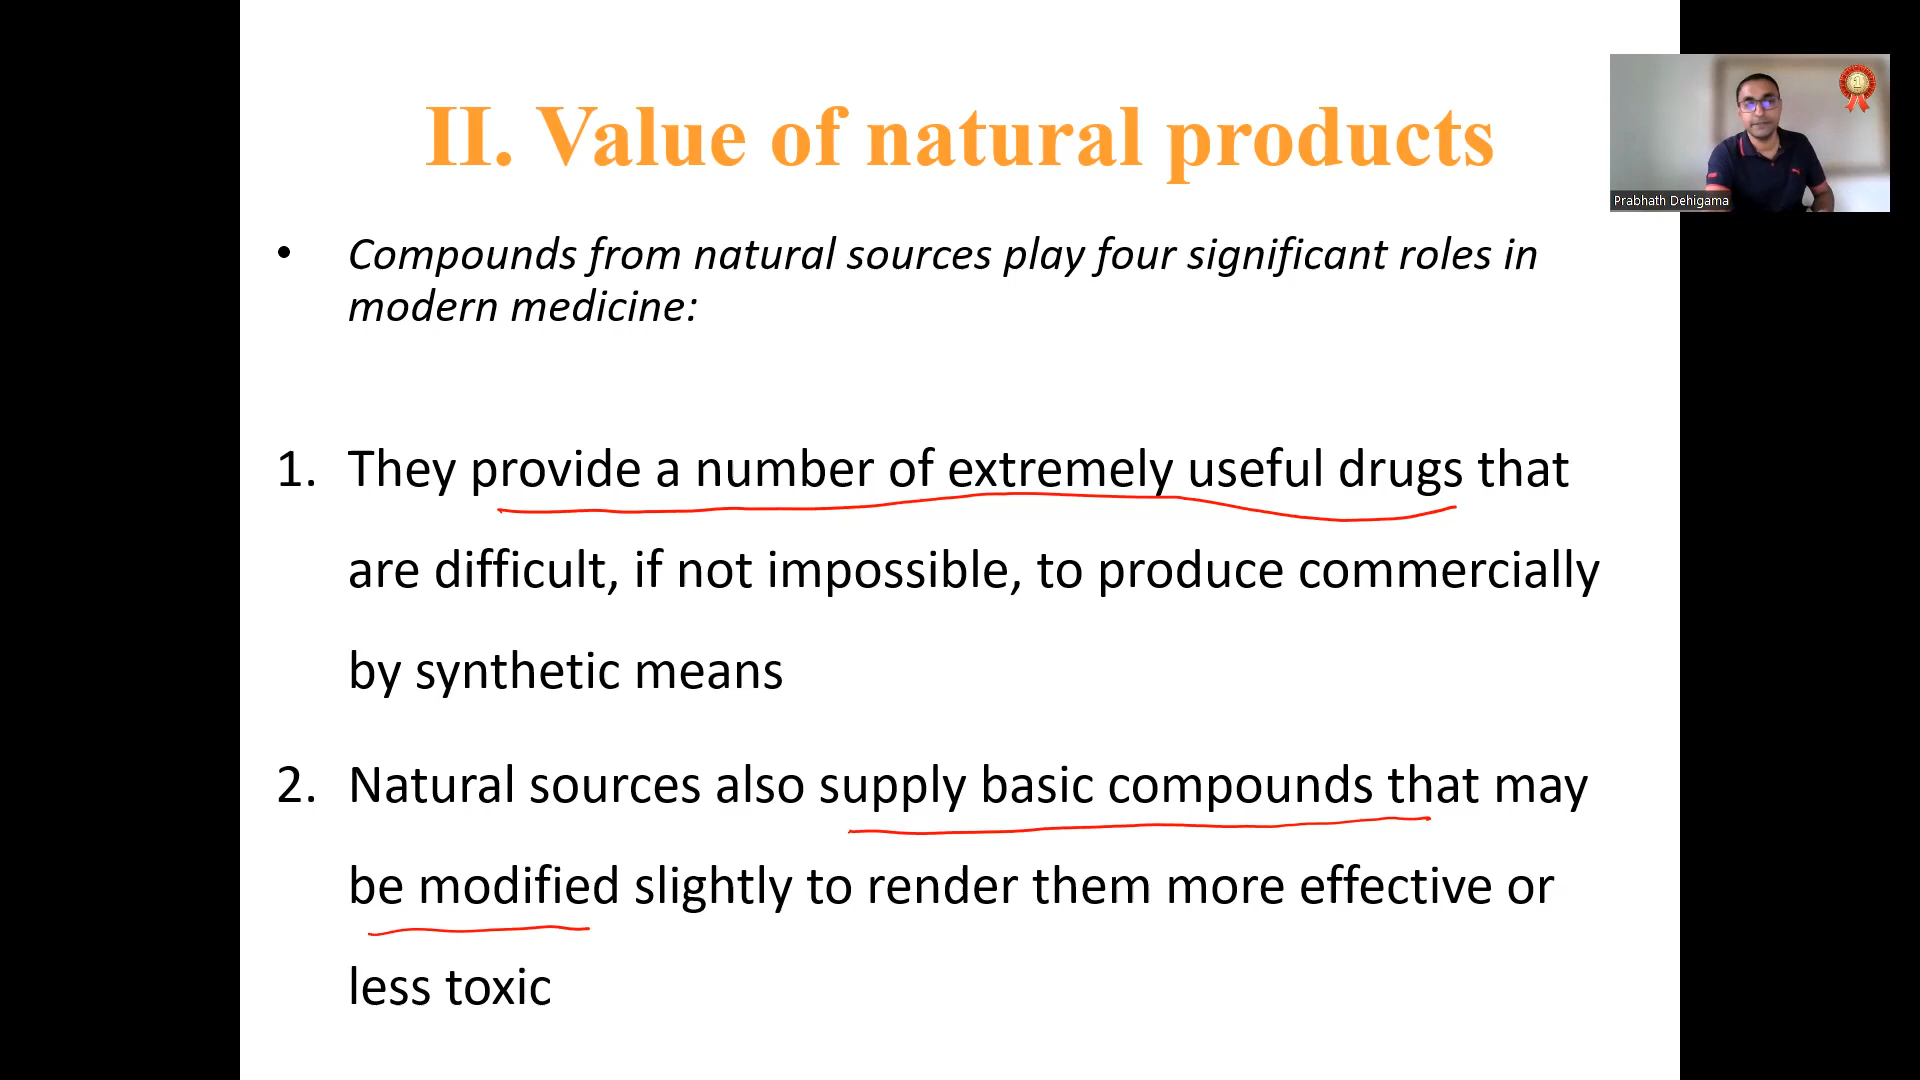 II. Value of natural products
Prabhath Dehigama
• Compounds from natural sources play four significant roles in
modern medicine:
1. They provide a number of extremely useful drugs that
are difficult, if not impossible, to produce commercially
by synthetic means
2. Natural sources also supply basic compounds that may
be modified slightly to render them more effective or
less toxic